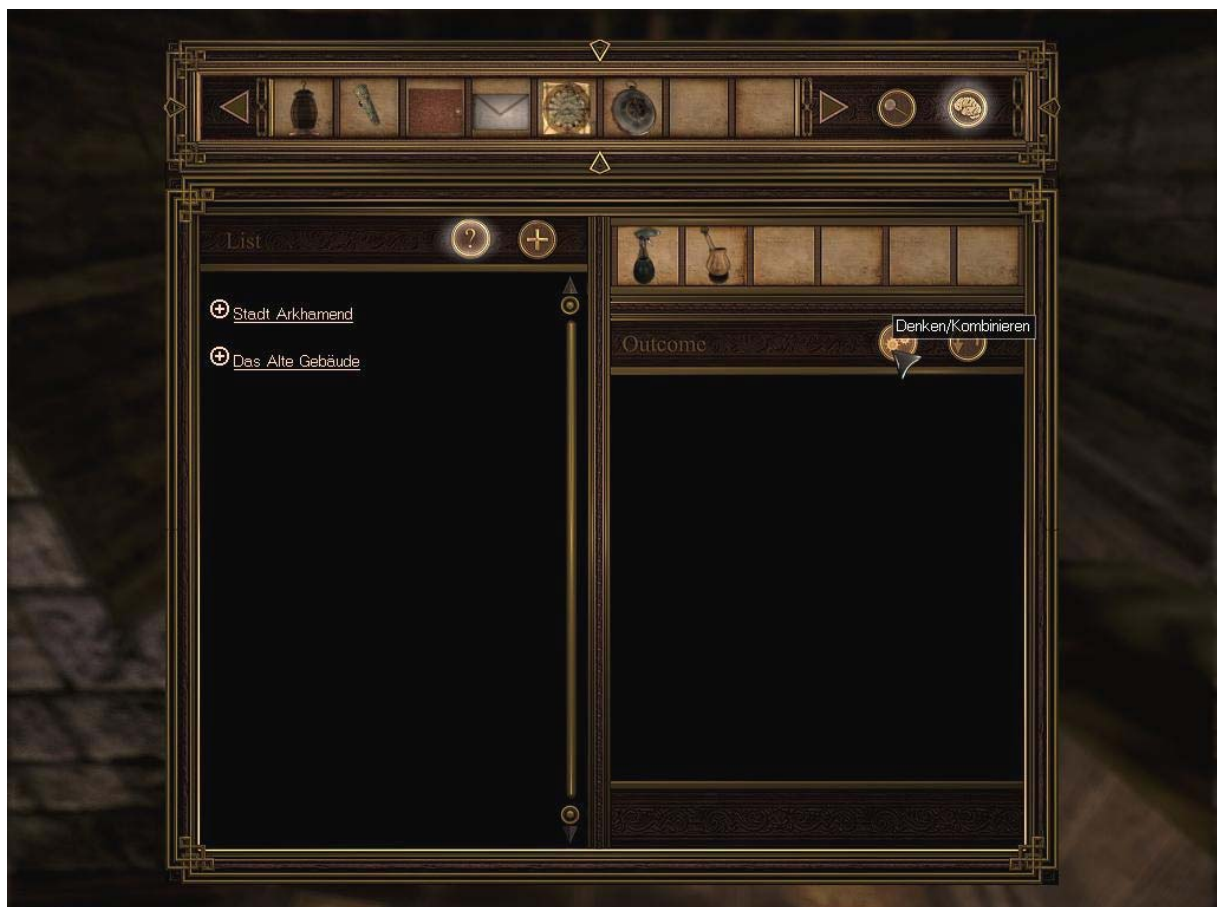 List
?
Stadt Arkhamend
Das Alte Gebäude
Denken/Kombinieren
Outcome